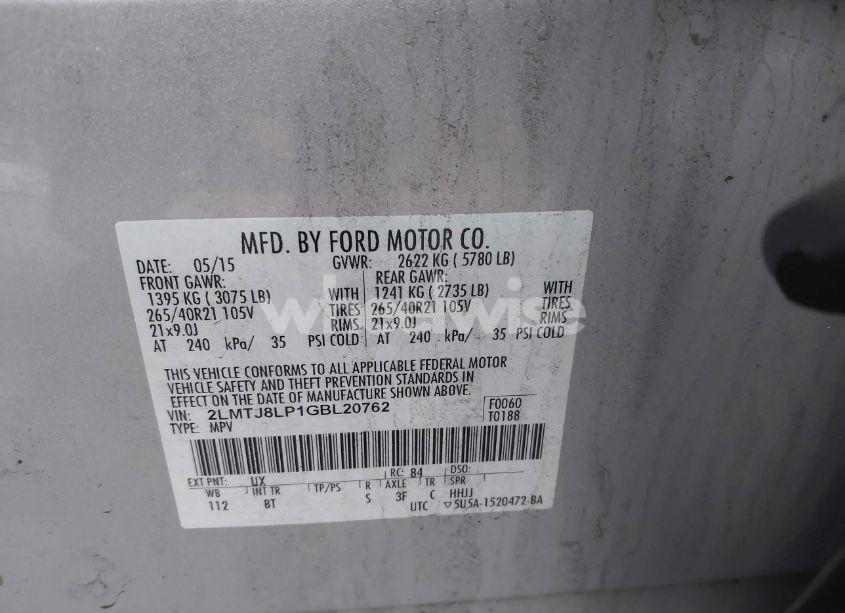 MFD. BY FORD MOTOR CO.
DATE: 05/15 GVWR: 2622 KG ( 5780 LB)
FRONT GAWR: REAR GAWR:
1395 KG ( 3075 LB) WITH 1241 KG ( 2735 LB) WITH
265/40R21 105V TIRES 265/40R21 105V TIRES
21x9.0J RIMS 21x9.0J RIMS
AT 240 kPa/ 35 PSI COLD AT 240 kPa/ 35 PSI COLD
THIS VEHICLE CONFORMS TO ALL APPLICABLE FEDERAL MOTOR
VEHICLE SAFETY AND THEFT PREVENTION STANDARDS IN
EFFECT ON THE DATE OF MANUFACTURE SHOWN ABOVE.
VIN: 2LMTJ8LP1GBL20762 F0060
TYPE: MPV T0188
EXT PNT: UX RC: 84 DSO:
WB INT TR TP/PS R AXLE TR SPR
112 BT S 3F C HHJJ
UTC ▽5U5A-1520472-BA